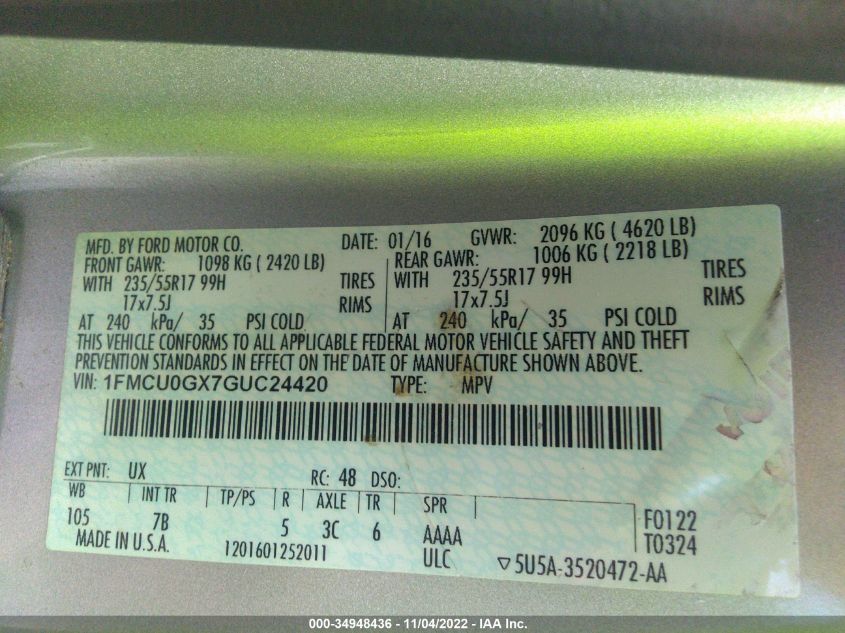 MFD. BY FORD MOTOR CO. DATE: 01/16 GVWR: 2096 KG ( 4620 LB)
FRONT GAWR: 1098 KG ( 2420 LB) REAR GAWR: 1006 KG ( 2218 LB)
WITH 235/55R17 99H TIRES WITH 235/55R17 99H TIRES
17x7.5J RIMS 17x7.5J RIMS
AT 240 kPa/ 35 PSI COLD AT 240 kPa/ 35 PSI COLD
THIS VEHICLE CONFORMS TO ALL APPLICABLE FEDERAL MOTOR VEHICLE SAFETY AND THEFT
PREVENTION STANDARDS IN EFFECT ON THE DATE OF MANUFACTURE SHOWN ABOVE.
VIN: 1FMCU0GX7GUC24420 TYPE: MPV
EXT PNT: UX RC: 48 DSO:
WB INT TR TP/PS R AXLE TR SPR
105 7B 5 3C 6 AAAA F0122
MADE IN U.S.A. 1201601252011 ULC T0324
▽5U5A-3520472-AA
000-34948436 - 11/04/2022 - IAA Inc.